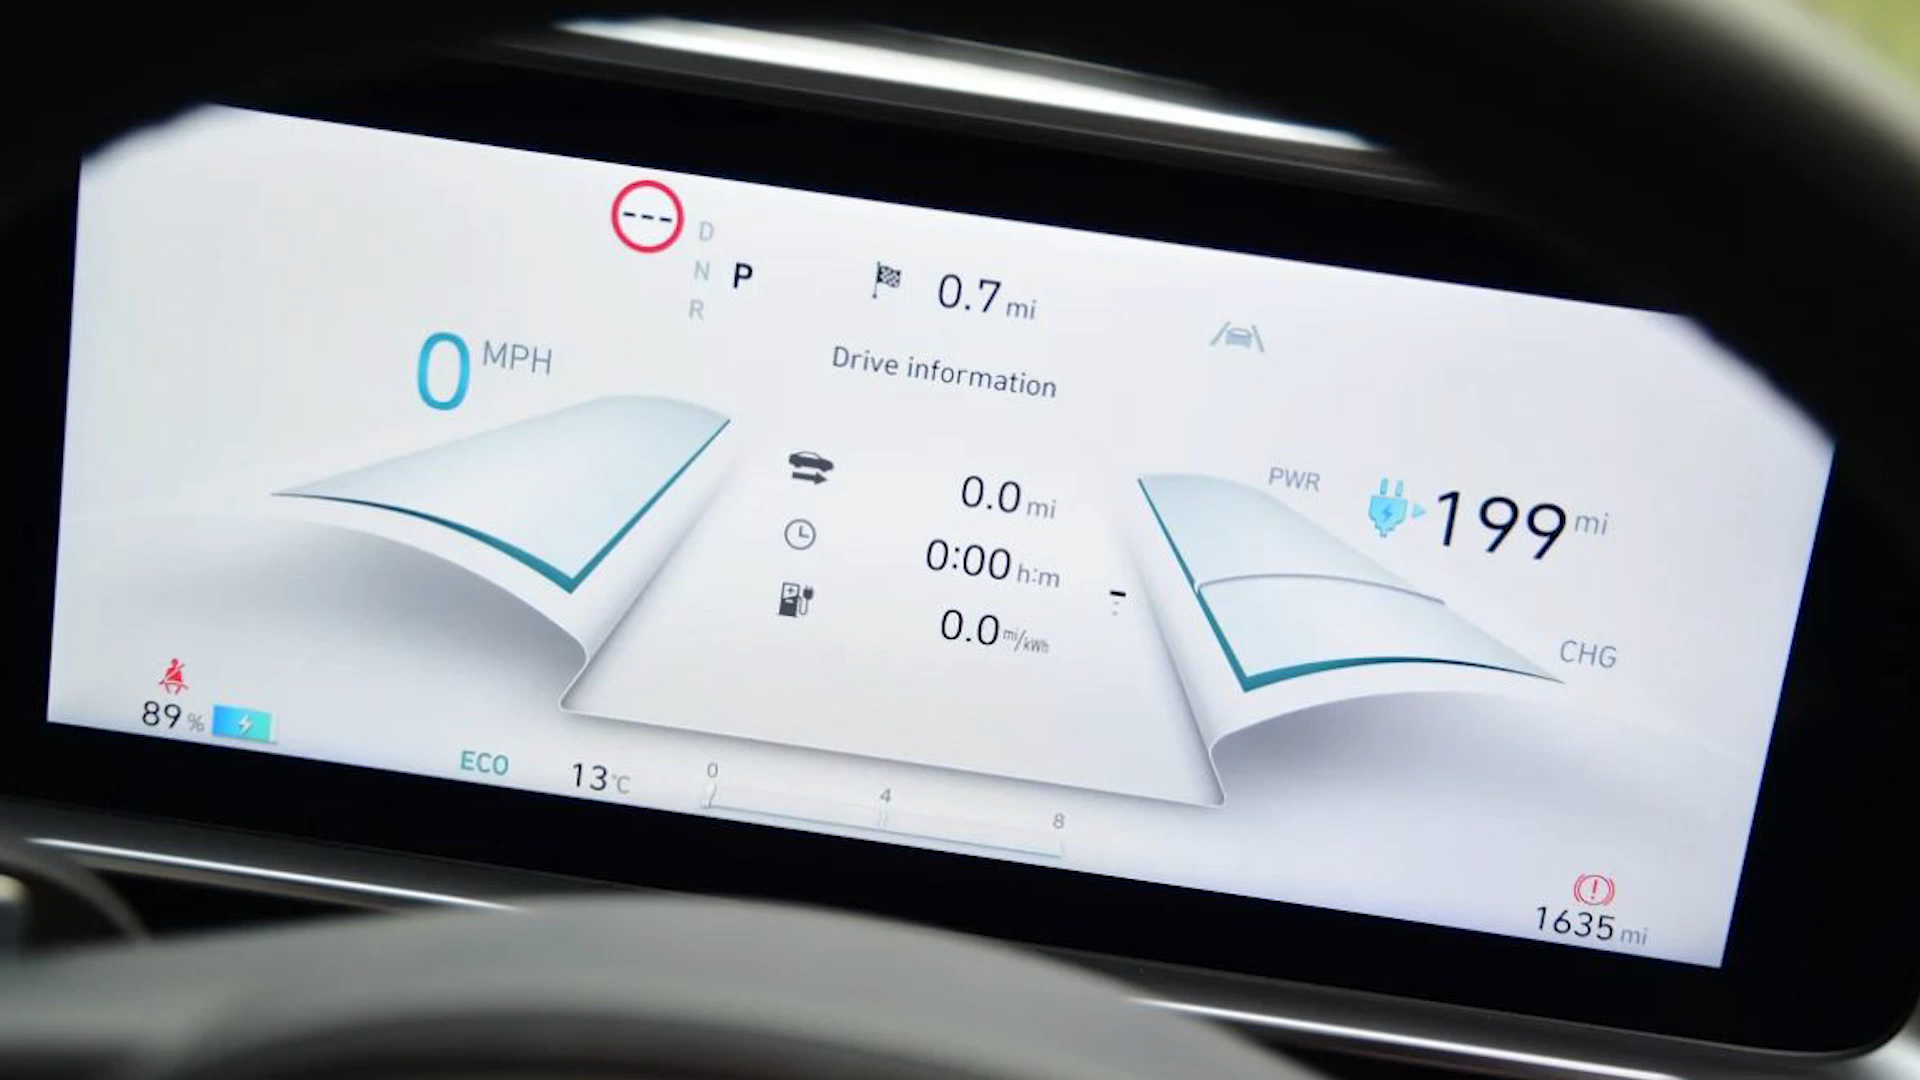 ---
D
N P
R
0.7 mi
0 MPH
Drive information
0.0 mi
0:00 h:m
0.0 mi/kWh
PWR
199 mi
CHG
89 %
ECO
13 °C
0 4 8
1635 mi